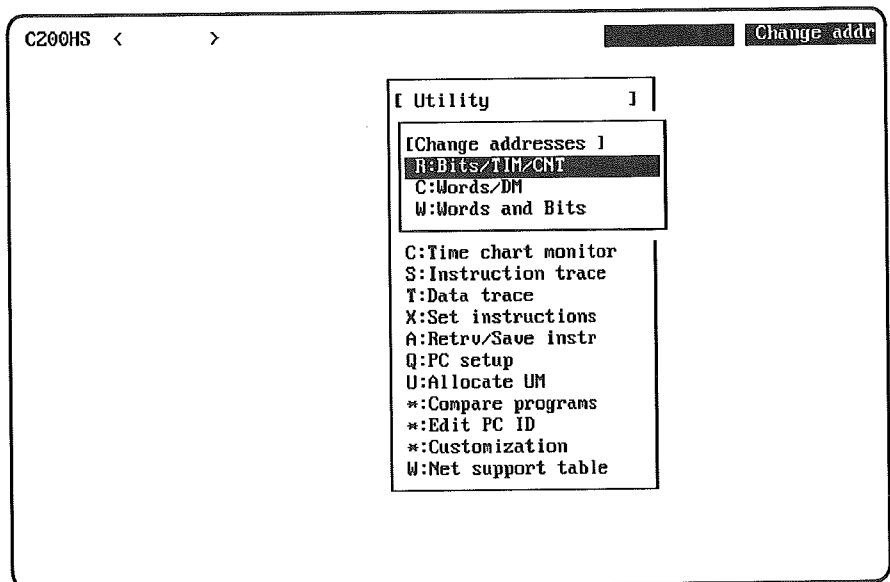 C200HS <        >
Change addr
[ Utility ]
[Change addresses ]
R:Bits/TIM/CNT
C:Words/DM
W:Words and Bits
C:Time chart monitor
S:Instruction trace
T:Data trace
X:Set instructions
A:Retrv/Save instr
Q:PC setup
U:Allocate UM
*:Compare programs
*:Edit PC ID
*:Customization
W:Net support table